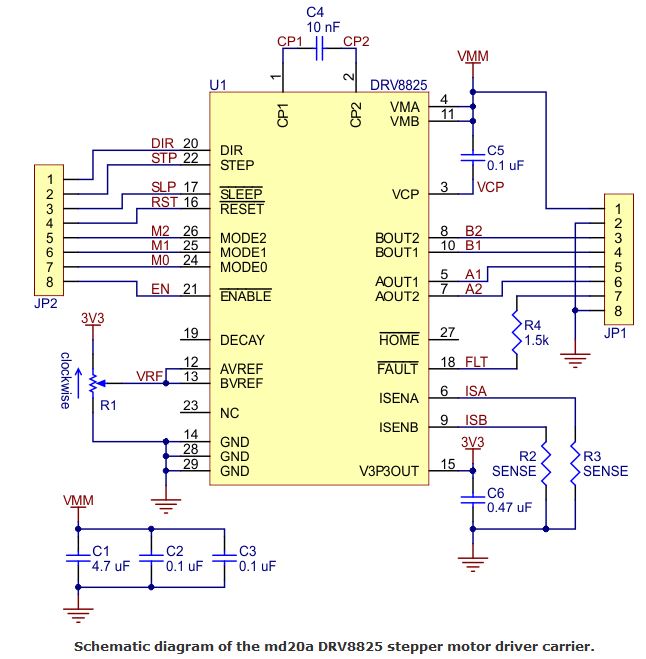 C4
10 nF
CP1
CP2
1
2
U1
DRV8825
CP1
CP2
VMM
4
VMA
11
VMB
C5
0.1 uF
3
VCP
VCP
DIR
20
DIR
STP
22
STEP
SLP
17
SLEEP
RST
16
RESET
M2
26
MODE2
M1
25
MODE1
M0
24
MODE0
EN
21
ENABLE
1
2
3
4
5
6
7
8
JP2
BOUT2
8
B2
BOUT1
10
B1
AOUT1
5
A1
AOUT2
7
A2
1
2
3
4
5
6
7
8
JP1
3V3
clockwise
R1
VRF
19
DECAY
12
AVREF
13
BVREF
23
NC
14
GND
28
GND
29
GND
HOME
27
FAULT
18
FLT
R4
1.5k
ISENA
6
ISA
ISENB
9
ISB
3V3
V3P3OUT
15
R2
SENSE
R3
SENSE
C6
0.47 uF
VMM
C1
4.7 uF
C2
0.1 uF
C3
0.1 uF
Schematic diagram of the md20a DRV8825 stepper motor driver carrier.